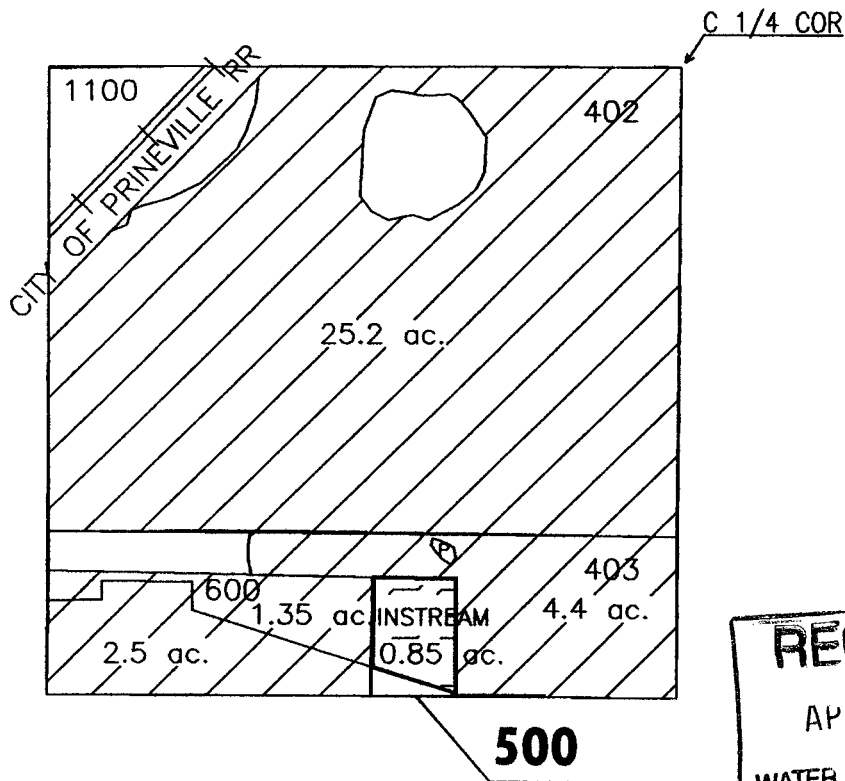 C 1/4 COR
1100
402
CITY OF PRINEVILLE RR
25.2 ac.
P
403
600
1.35 ac.
INSTREAM
4.4 ac.
2.5 ac.
0.85 ac.
500
WATER